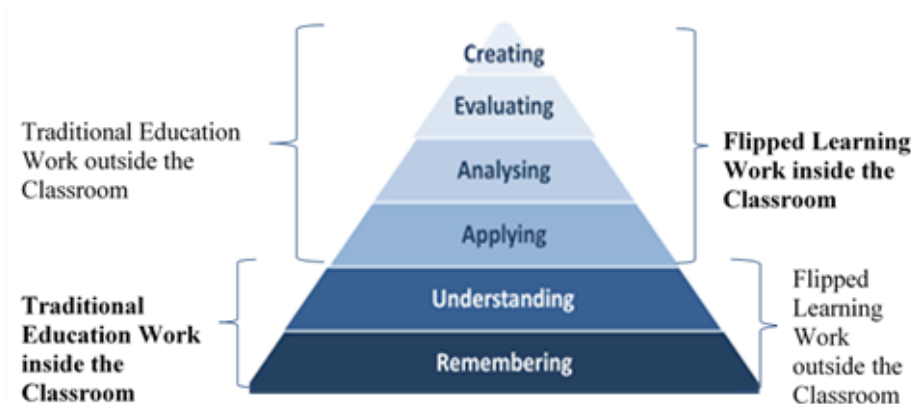 Creating
Evaluating
Analysing
Applying
Understanding
Remembering
Traditional Education
Work outside the
Classroom
Traditional
Education Work
inside the
Classroom
Flipped Learning
Work inside the
Classroom
Flipped
Learning
Work
outside the
Classroom